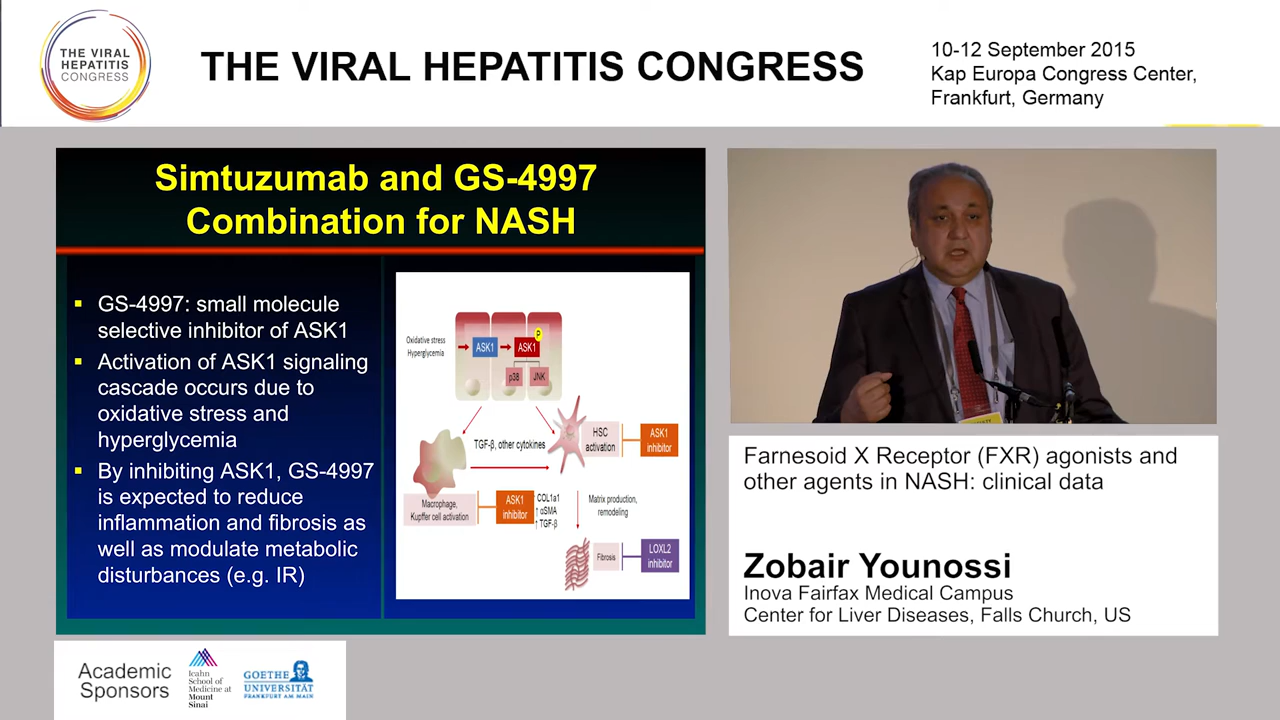 THE VIRAL
HEPATITIS
CONGRESS
THE VIRAL HEPATITIS CONGRESS
10-12 September 2015
Kap Europa Congress Center,
Frankfurt, Germany
Simtuzumab and GS-4997
Combination for NASH
▪ GS-4997: small molecule
selective inhibitor of ASK1
▪ Activation of ASK1 signaling
cascade occurs due to
oxidative stress and
hyperglycemia
▪ By inhibiting ASK1, GS-4997
is expected to reduce
inflammation and fibrosis as
well as modulate metabolic
disturbances (e.g. IR)
Oxidative stress
Hyperglycemia
ASK1
ASK1
P
p38
JNK
TGF-β, other cytokines
HSC
activation
ASK1
inhibitor
Macrophage,
Kupffer cell activation
ASK1
inhibitor
COL1a1
↑ αSMA
↑ TGF-β
Matrix production,
remodeling
Fibrosis
LOXL2
inhibitor
Farnesoid X Receptor (FXR) agonists and
other agents in NASH: clinical data
Zobair Younossi
Inova Fairfax Medical Campus
Center for Liver Diseases, Falls Church, US
Academic
Sponsors
Icahn
School of
Medicine at
Mount
Sinai
GOETHE
UNIVERSITÄT
FRANKFURT AM MAIN